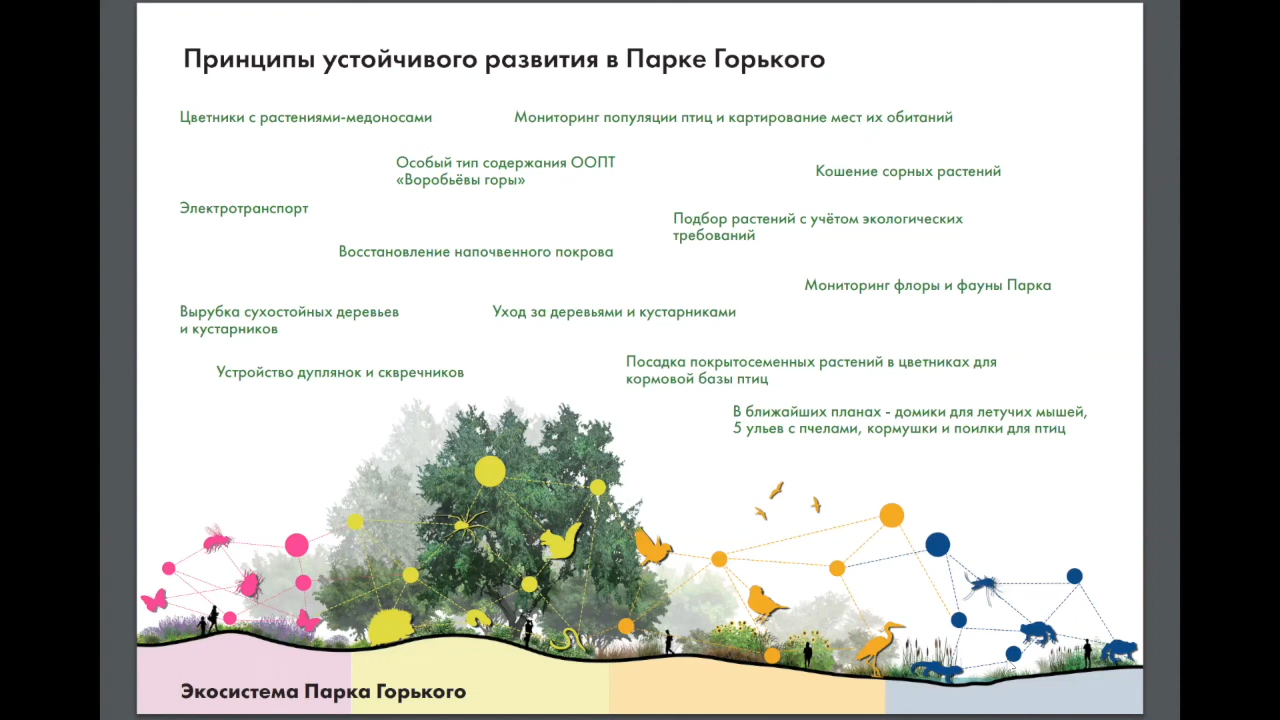 Принципы устойчивого развития в Парке Горького
Цветники с растениями-медоносами
Мониторинг популяции птиц и картирование мест их обитаний
Особый тип содержания ООПТ
«Воробьёвы горы»
Кошение сорных растений
Электротранспорт
Подбор растений с учётом экологических
требований
Восстановление напочвенного покрова
Мониторинг флоры и фауны Парка
Вырубка сухостойных деревьев
и кустарников
Уход за деревьями и кустарниками
Устройство дуплянок и сквречников
Посадка покрытосеменных растений в цветниках для
кормовой базы птиц
В ближайших планах - домики для летучих мышей,
5 ульев с пчелами, кормушки и поилки для птиц
Экосистема Парка Горького